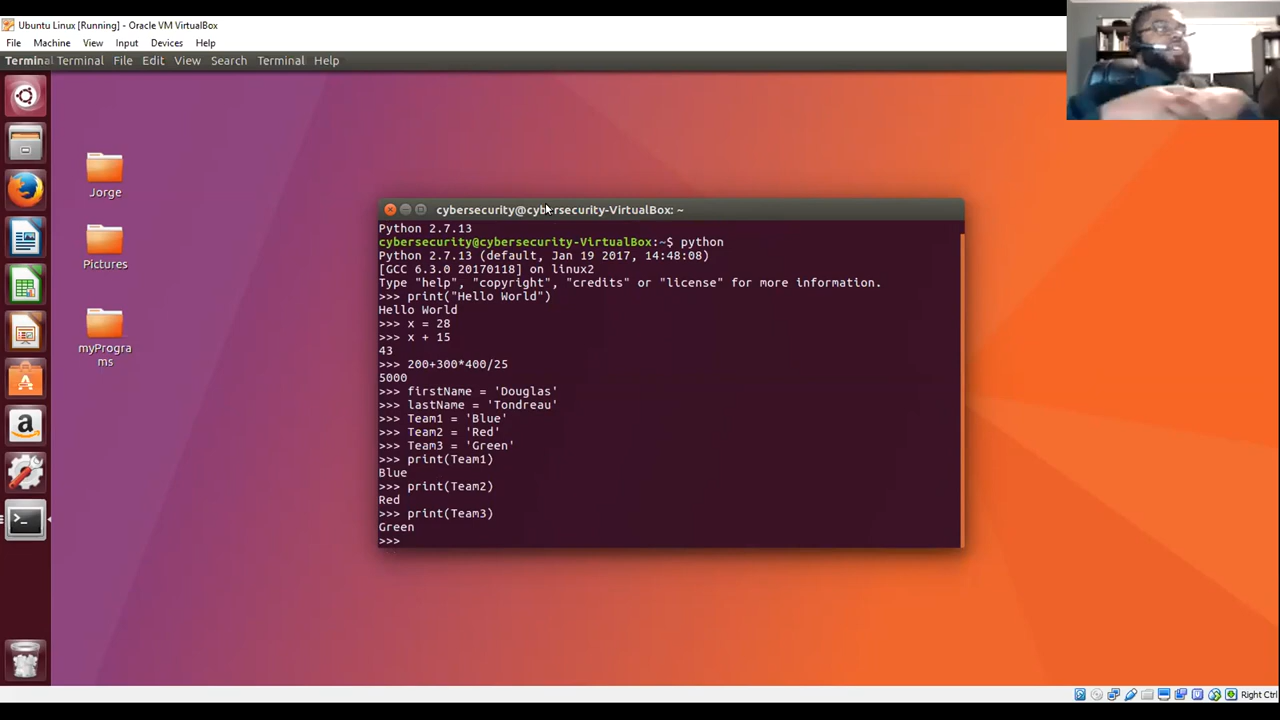 Ubuntu Linux [Running] - Oracle VM VirtualBox
File Machine View Input Devices Help
Terminal Terminal File Edit View Search Terminal Help
Jorge
Pictures
myProgra
ms
cybersecurity@cybersecurity-VirtualBox: ~
Python 2.7.13
cybersecurity@cybersecurity-VirtualBox:~$ python
Python 2.7.13 (default, Jan 19 2017, 14:48:08)
[GCC 6.3.0 20170118] on linux2
Type "help", "copyright", "credits" or "license" for more information.
>>> print("Hello World")
Hello World
>>> x = 28
>>> x + 15
43
>>> 200+300*400/25
5000
>>> firstName = 'Douglas'
>>> lastName = 'Tondreau'
>>> Team1 = 'Blue'
>>> Team2 = 'Red'
>>> Team3 = 'Green'
>>> print(Team1)
Blue
>>> print(Team2)
Red
>>> print(Team3)
Green
>>>
Right Ctrl